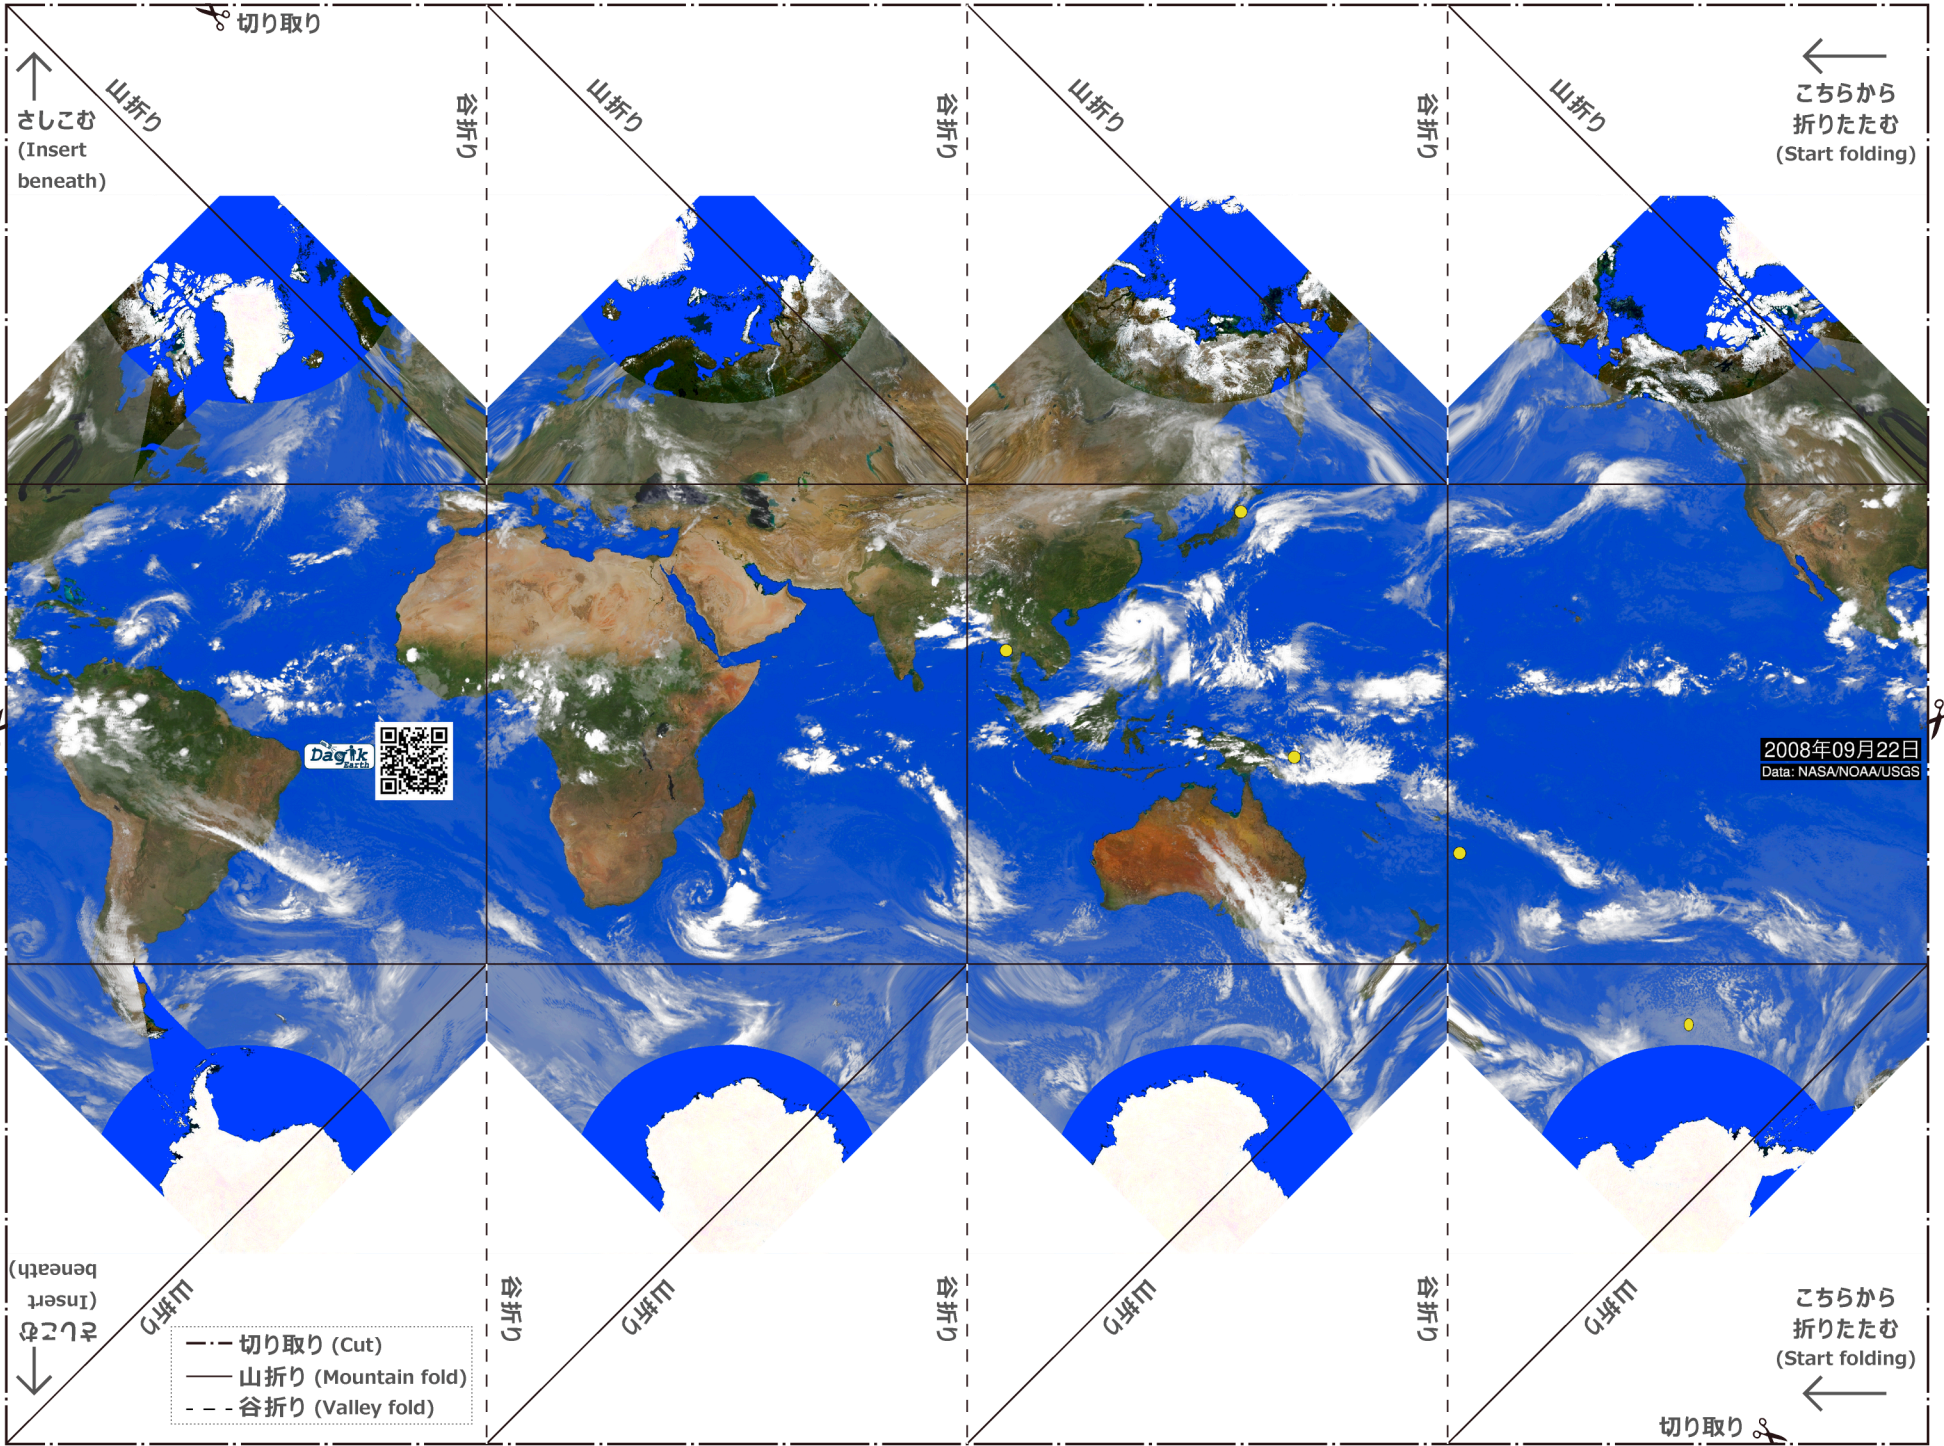 切り取り
山折り
谷折り
山折り
谷折り
山折り
谷折り
山折り
さしこむ
(Insert
beneath)
こちらから
折りたたむ
(Start folding)
Dagik
Earth
2008年09月22日
Data: NASA/NOAA/USGS
さしこむ
(Insert
beneath)
山折り
谷折り
山折り
谷折り
山折り
谷折り
山折り
こちらから
折りたたむ
(Start folding)
切り取り (Cut)
山折り (Mountain fold)
谷折り (Valley fold)
切り取り